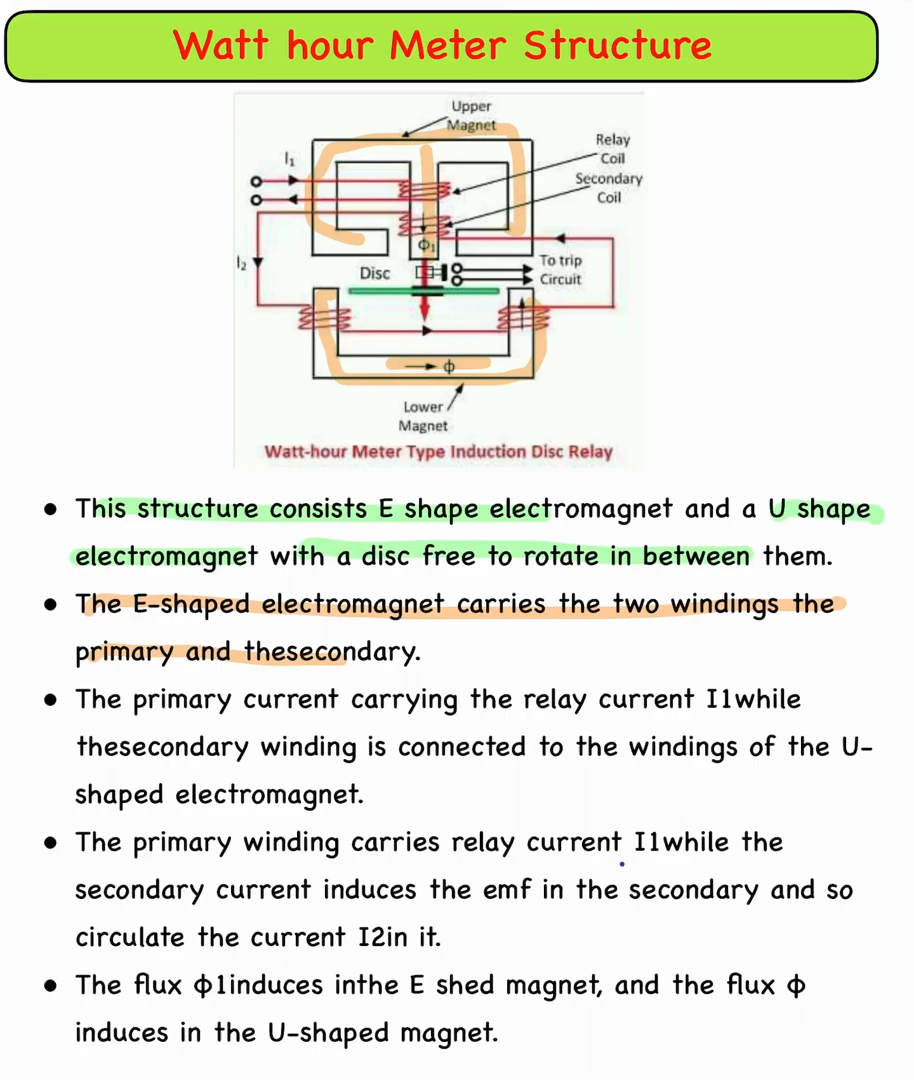 Watt hour Meter Structure
Upper
Magnet
Relay
Coil
I1
Secondary
Coil
ϕ1
I2
Disc
To trip
Circuit
ϕ
Lower
Magnet
Watt-hour Meter Type Induction Disc Relay
• This structure consists E shape electromagnet and a U shape
electromagnet with a disc free to rotate in between them.
• The E-shaped electromagnet carries the two windings the
primary and thesecondary.
• The primary current carrying the relay current I1while
thesecondary winding is connected to the windings of the U-
shaped electromagnet.
• The primary winding carries relay current I1while the
secondary current induces the emf in the secondary and so
circulate the current I2in it.
• The flux ϕ1induces inthe E shed magnet, and the flux ϕ
induces in the U-shaped magnet.